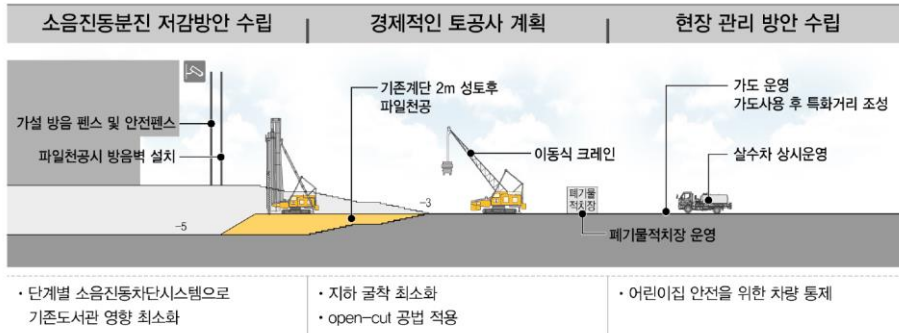 소음진동분진 저감방안 수립
경제적인 토공사 계획
현장 관리 방안 수립
가설 방음 펜스 및 안전펜스
파일천공시 방음벽 설치
기존계단 2m 성토후
파일천공
이동식 크레인
가도 운영
가도사용 후 특화거리 조성
살수차 상시운영
폐기물
적치장
폐기물적치장 운영
-3
-5
· 단계별 소음진동차단시스템으로
기존도서관 영향 최소화
· 지하 굴착 최소화
· open-cut 공법 적용
· 어린이집 안전을 위한 차량 통제